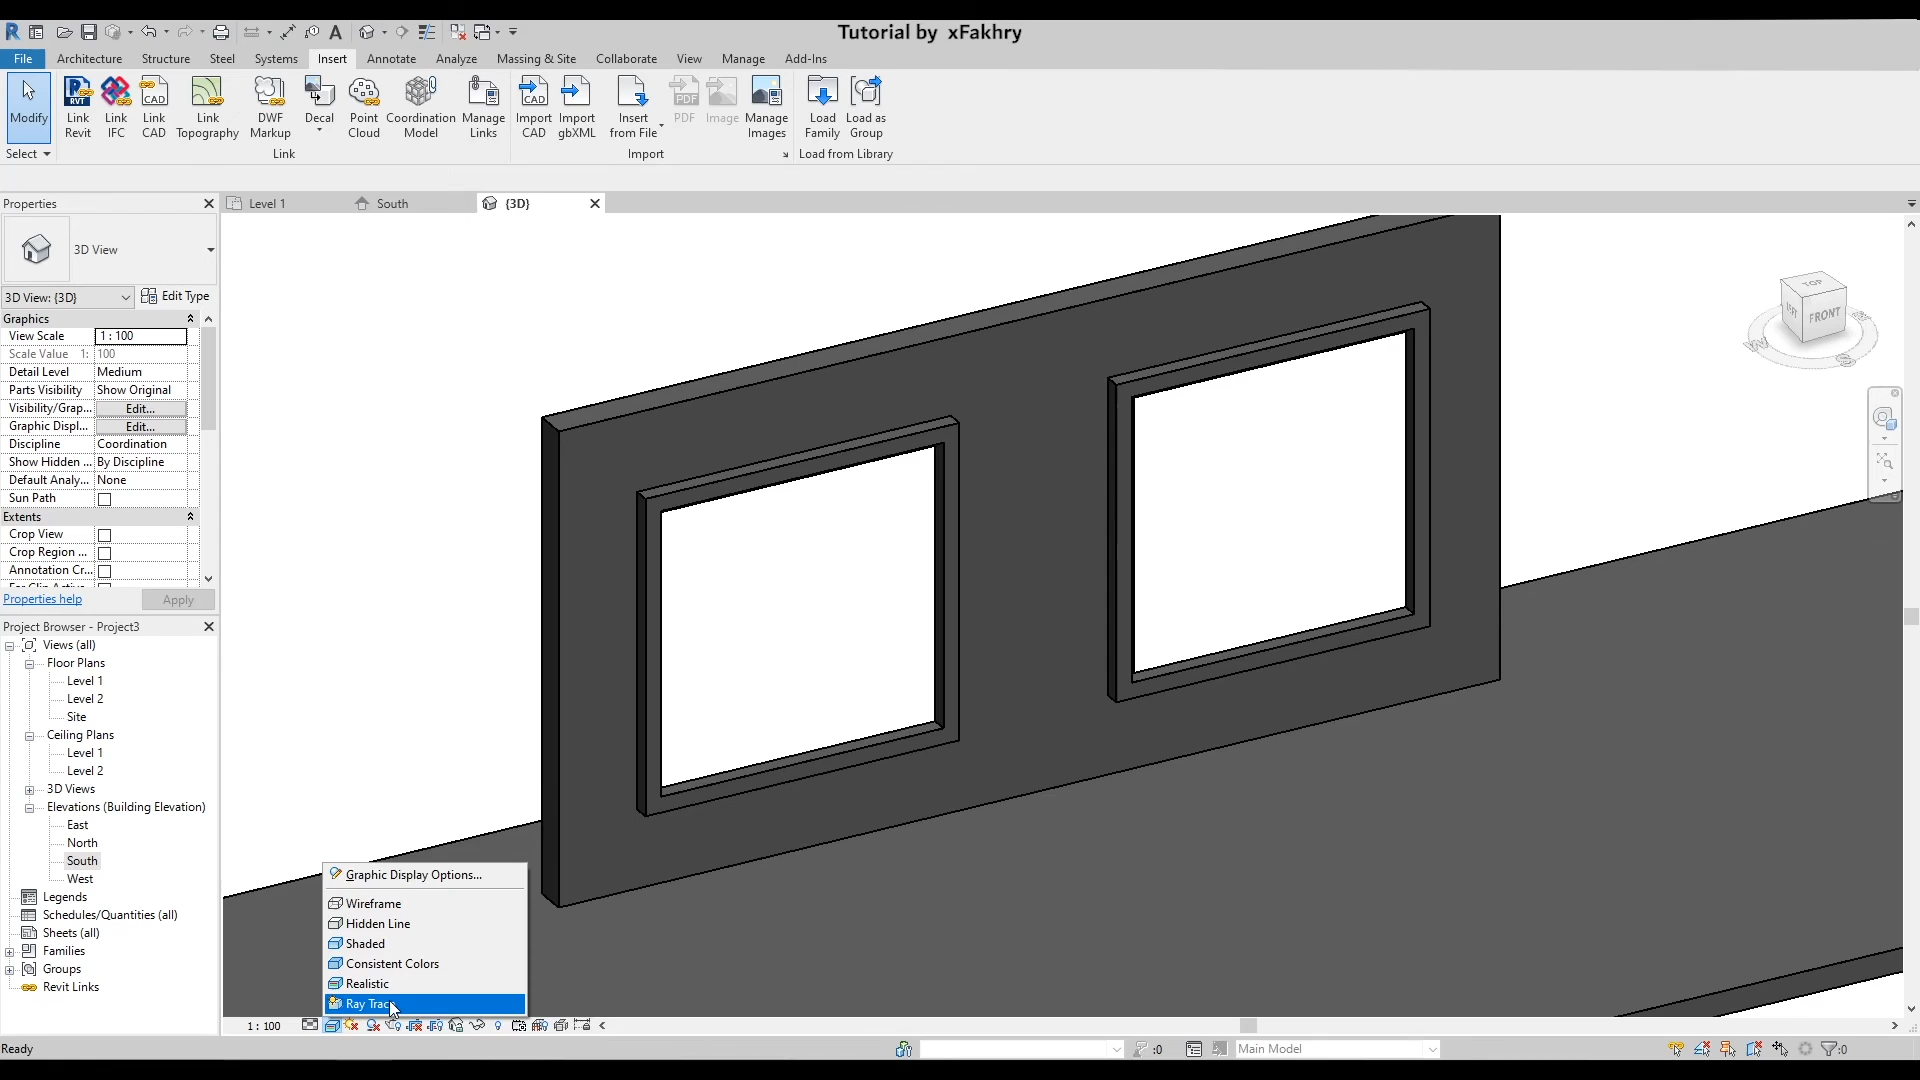 Tutorial by xFakhry
File Architecture Structure Steel Systems Insert Annotate Analyze Massing & Site Collaborate View Manage Add-Ins
Modify
Link Revit
Link IFC
Link CAD
Link Topography
DWF Markup
Decal
Point Cloud
Coordination Model
Manage Links
Import CAD
Import gbXML
Insert from File
PDF
Image
Manage Images
Load Family
Load as Group
Select Link Import Load from Library
Properties
Level 1
South
{3D}
3D View
3D View: {3D}
Edit Type
Graphics
View Scale 1 : 100
Scale Value 1: 100
Detail Level Medium
Parts Visibility Show Original
Visibility/Grap... Edit...
Graphic Displ... Edit...
Discipline Coordination
Show Hidden ... By Discipline
Default Analy... None
Sun Path
Extents
Crop View
Crop Region ...
Annotation Cr...
Properties help
Apply
Project Browser - Project3
Views (all)
Floor Plans
Level 1
Level 2
Site
Ceiling Plans
Level 1
Level 2
3D Views
Elevations (Building Elevation)
East
North
South
West
Legends
Schedules/Quantities (all)
Sheets (all)
Families
Groups
Revit Links
TOP
LEFT
FRONT
W
S
Graphic Display Options...
Wireframe
Hidden Line
Shaded
Consistent Colors
Realistic
Ray Trac
1 : 100
Ready
:0
Main Model
:0